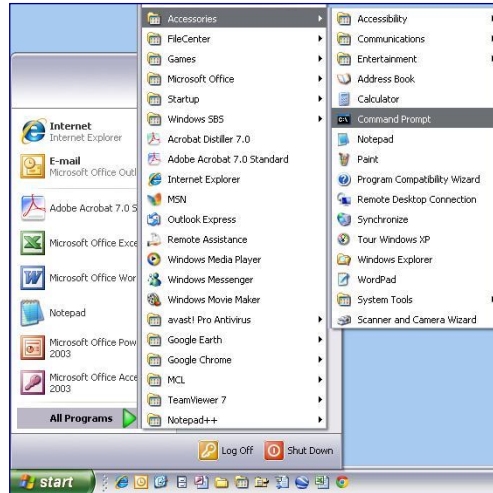 Internet
Internet Explorer
E-mail
Microsoft Office Outl
Adobe Acrobat 7.0 S
Microsoft Office Exce
Microsoft Office Wor
Notepad
Microsoft Office Pow
2003
Microsoft Office Acce
2003
All Programs
Accessories
FileCenter
Games
Microsoft Office
Startup
Windows SBS
Acrobat Distiller 7.0
Adobe Acrobat 7.0 Standard
Internet Explorer
MSN
Outlook Express
Remote Assistance
Windows Media Player
Windows Messenger
Windows Movie Maker
avast! Pro Antivirus
Google Earth
Google Chrome
MCL
TeamViewer 7
Notepad++
Accessibility
Communications
Entertainment
Address Book
Calculator
Command Prompt
Notepad
Paint
Program Compatibility Wizard
Remote Desktop Connection
Synchronize
Tour Windows XP
Windows Explorer
WordPad
System Tools
Scanner and Camera Wizard
Log Off
Shut Down
start